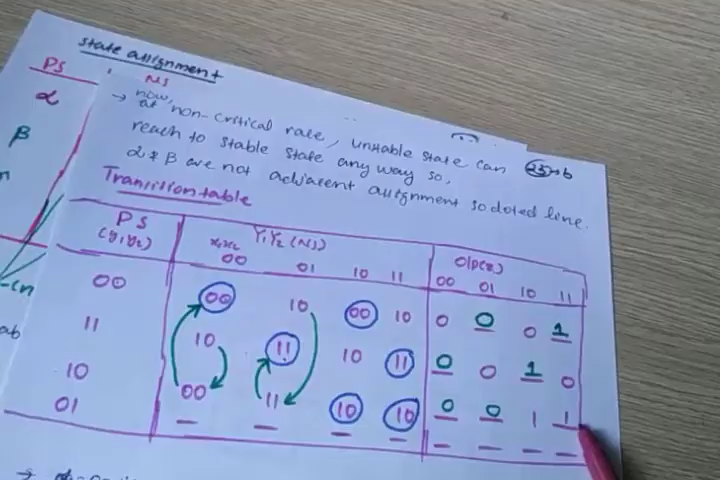 state assignment
PS
NS
α
β
now,
→ at non-critical race, unstable state can
reach to stable state any way so,
α & β are not adjacent assignment so doted line.
Transition table
PS (y₁y₂) Y₁Y₂ (NS) O/P(z)
x₁x₂
00 01 10 11 00 01 10 11
00 00 10 00 10 0 0 0 1
11 10 11 10 11 0 0 1 0
10 00 11 10 10 0 0 1 1
01 — — — — — — — —